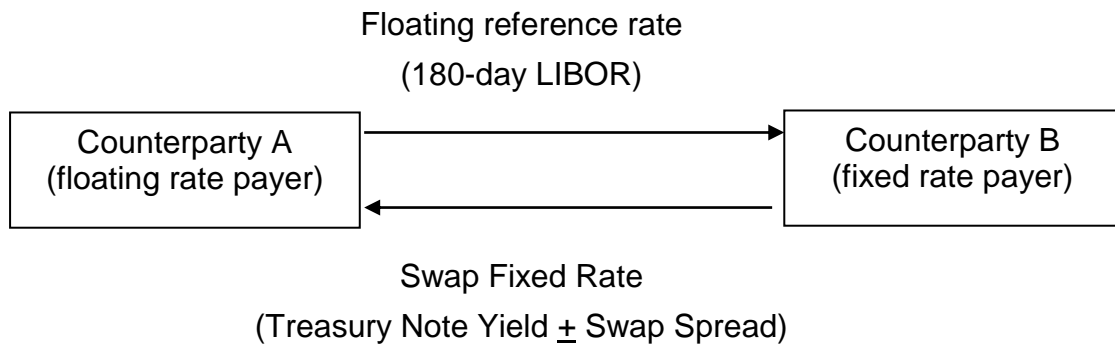 Floating reference rate
(180-day LIBOR)
Counterparty A
(floating rate payer)
Counterparty B
(fixed rate payer)
Swap Fixed Rate
(Treasury Note Yield ± Swap Spread)